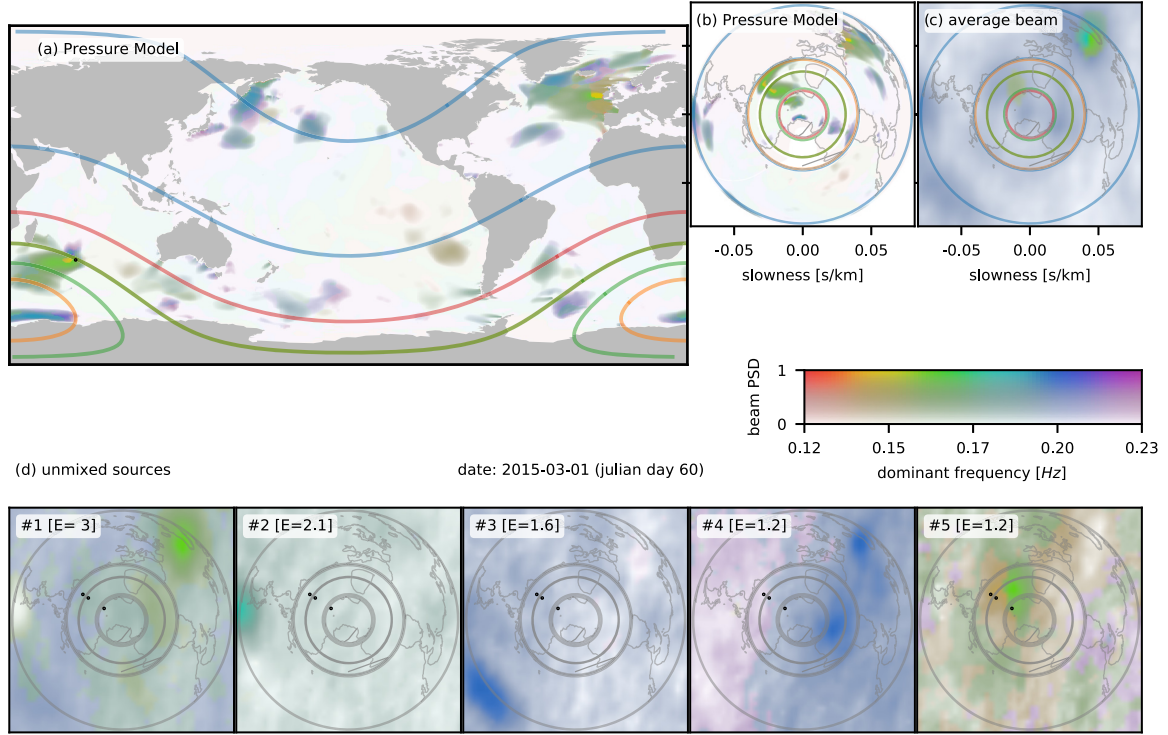 (a) Pressure Model
(b) Pressure Model
(c) average beam
-0.05
0.00
0.05
-0.05
0.00
0.05
slowness [s/km]
slowness [s/km]
beam PSD
1
0
0.12
0.15
0.17
0.20
0.23
dominant frequency [Hz]
(d) unmixed sources
date: 2015-03-01 (julian day 60)
#1 [E= 3]
#2 [E=2.1]
#3 [E=1.6]
#4 [E=1.2]
#5 [E=1.2]